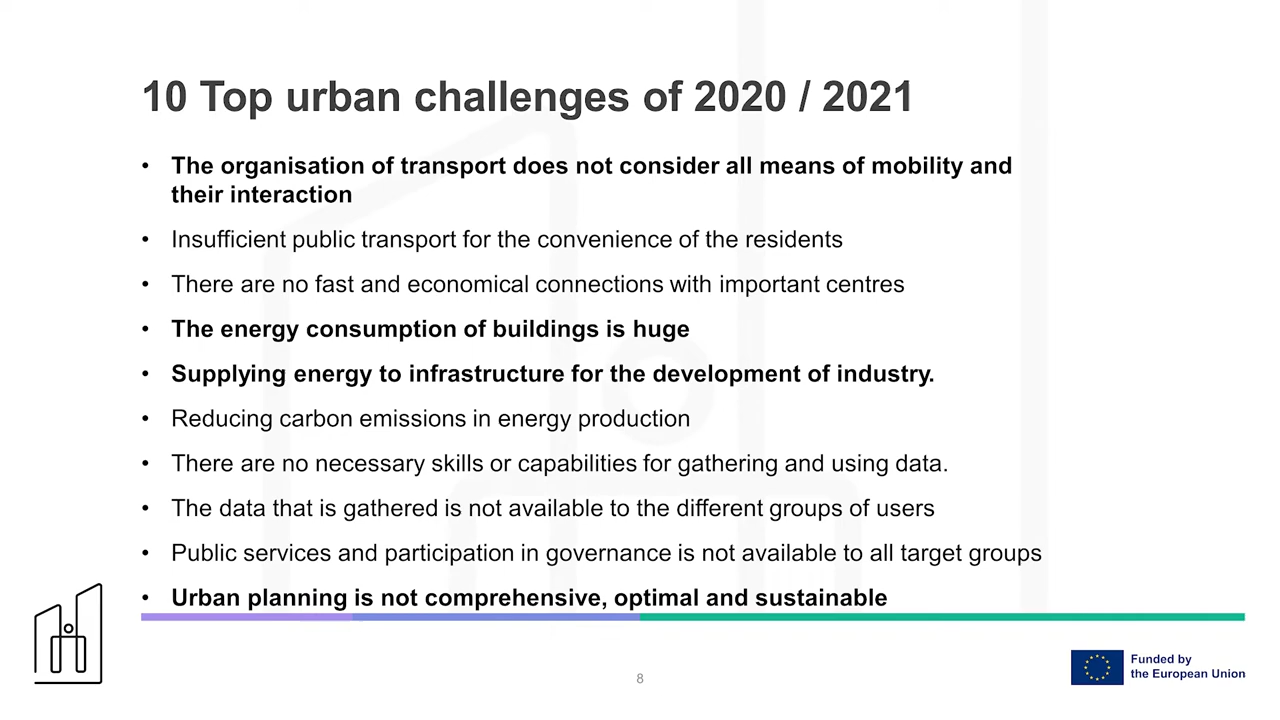 10 Top urban challenges of 2020 / 2021
• The organisation of transport does not consider all means of mobility and
their interaction
• Insufficient public transport for the convenience of the residents
• There are no fast and economical connections with important centres
• The energy consumption of buildings is huge
• Supplying energy to infrastructure for the development of industry.
• Reducing carbon emissions in energy production
• There are no necessary skills or capabilities for gathering and using data.
• The data that is gathered is not available to the different groups of users
• Public services and participation in governance is not available to all target groups
• Urban planning is not comprehensive, optimal and sustainable
8
Funded by
the European Union